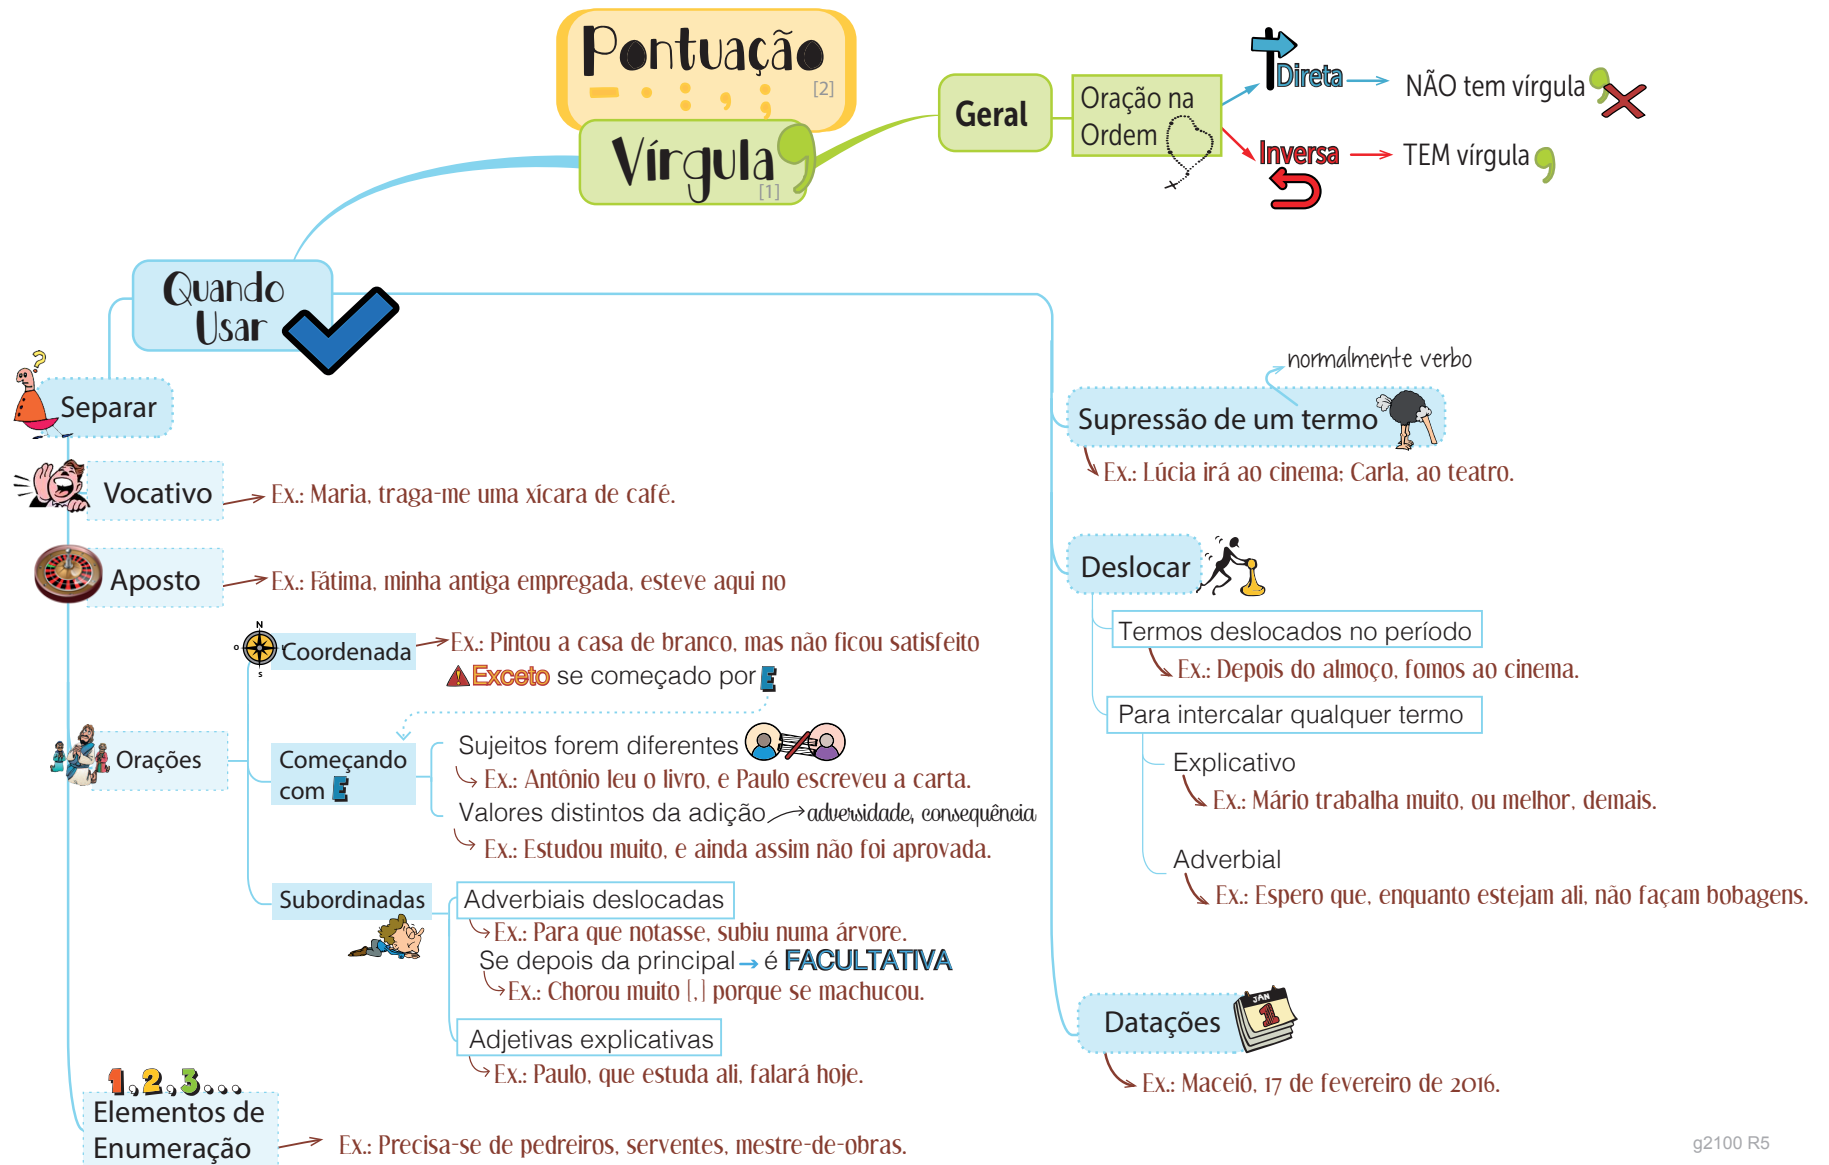 Pontuação
[2]
Vírgula
[1]
Geral
Oração na
Ordem
Direta
NÃO tem vírgula
Inversa
TEM vírgula
Quando
Usar
Separar
Vocativo
Ex.: Maria, traga-me uma xícara de café.
Aposto
Ex.: Fátima, minha antiga empregada, esteve aqui no
Orações
N
O
L
S
Coordenada
Ex.: Pintou a casa de branco, mas não ficou satisfeito
Exceto se começado por E
Começando
com E
Sujeitos forem diferentes
Ex.: Antônio leu o livro, e Paulo escreveu a carta.
Valores distintos da adição
adversidade, consequência
Ex.: Estudou muito, e ainda assim não foi aprovada.
Subordinadas
Adverbiais deslocadas
Ex.: Para que notasse, subiu numa árvore.
Se depois da principal → é FACULTATIVA
Ex.: Chorou muito [,] porque se machucou.
Adjetivas explicativas
Ex.: Paulo, que estuda ali, falará hoje.
1,2,3...
Elementos de
Enumeração
Ex.: Precisa-se de pedreiros, serventes, mestre-de-obras.
normalmente verbo
Supressão de um termo
Ex.: Lúcia irá ao cinema; Carla, ao teatro.
Deslocar
Termos deslocados no período
Ex.: Depois do almoço, fomos ao cinema.
Para intercalar qualquer termo
Explicativo
Ex.: Mário trabalha muito, ou melhor, demais.
Adverbial
Ex.: Espero que, enquanto estejam ali, não façam bobagens.
Datações
JAN
1
Ex.: Maceió, 17 de fevereiro de 2016.
g2100 R5